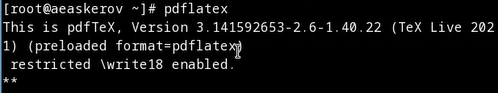 [root@aeaskerov ~]# pdflatex
This is pdfTeX, Version 3.141592653-2.6-1.40.22 (TeX Live 202
1) (preloaded format=pdflatex)
 restricted \write18 enabled.
**